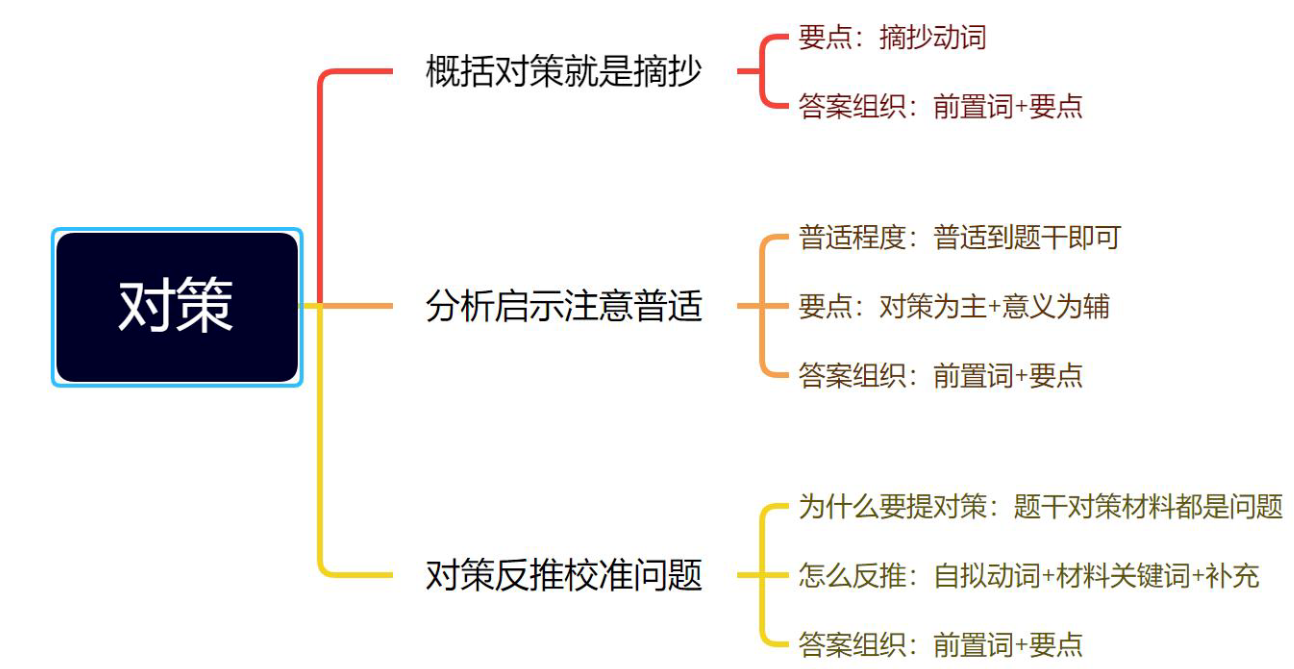 对策
概括对策就是摘抄
要点：摘抄动词
答案组织：前置词+要点
分析启示注意普适
普适程度：普适到题干即可
要点：对策为主+意义为辅
答案组织：前置词+要点
对策反推校准问题
为什么要提对策：题干对策材料都是问题
怎么反推：自拟动词+材料关键词+补充
答案组织：前置词+要点